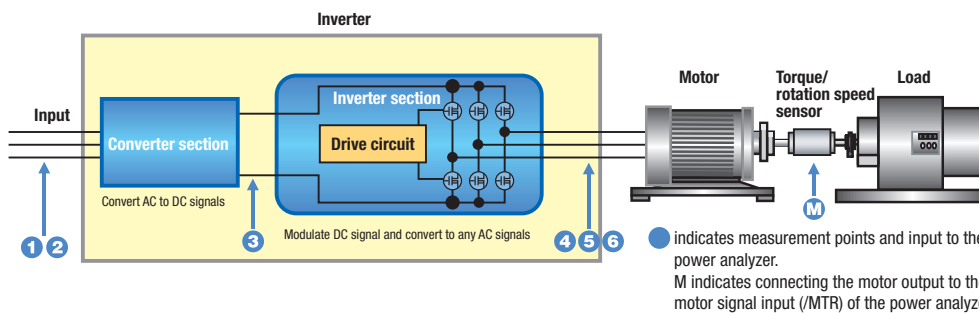 Inverter
Input
Converter section
Convert AC to DC signals
Inverter section
Drive circuit
Modulate DC signal and convert to any AC signals
1 2
3
4 5 6
Motor
Torque/
rotation speed
sensor
Load
M
indicates measurement points and input to the
power analyzer.
M indicates connecting the motor output to
motor signal input (/MTR) of the power